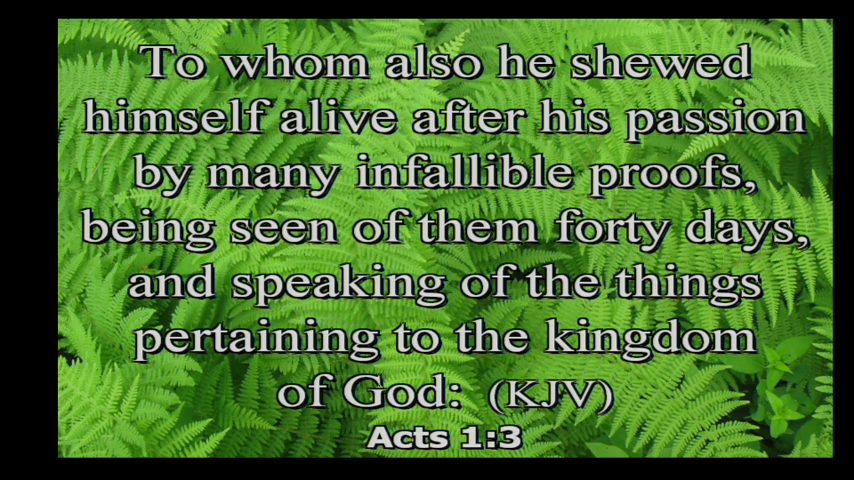 To whom also he shewed
himself alive after his passion
by many infallible proofs,
being seen of them forty days,
and speaking of the things
pertaining to the kingdom
of God: (KJV)
Acts 1:3